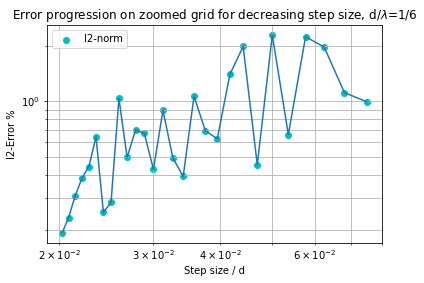 Error progression on zoomed grid for decreasing step size, d/λ=1/6
l2-norm
10⁰
l2-Error %
2 × 10⁻²
3 × 10⁻²
4 × 10⁻²
6 × 10⁻²
Step size / d